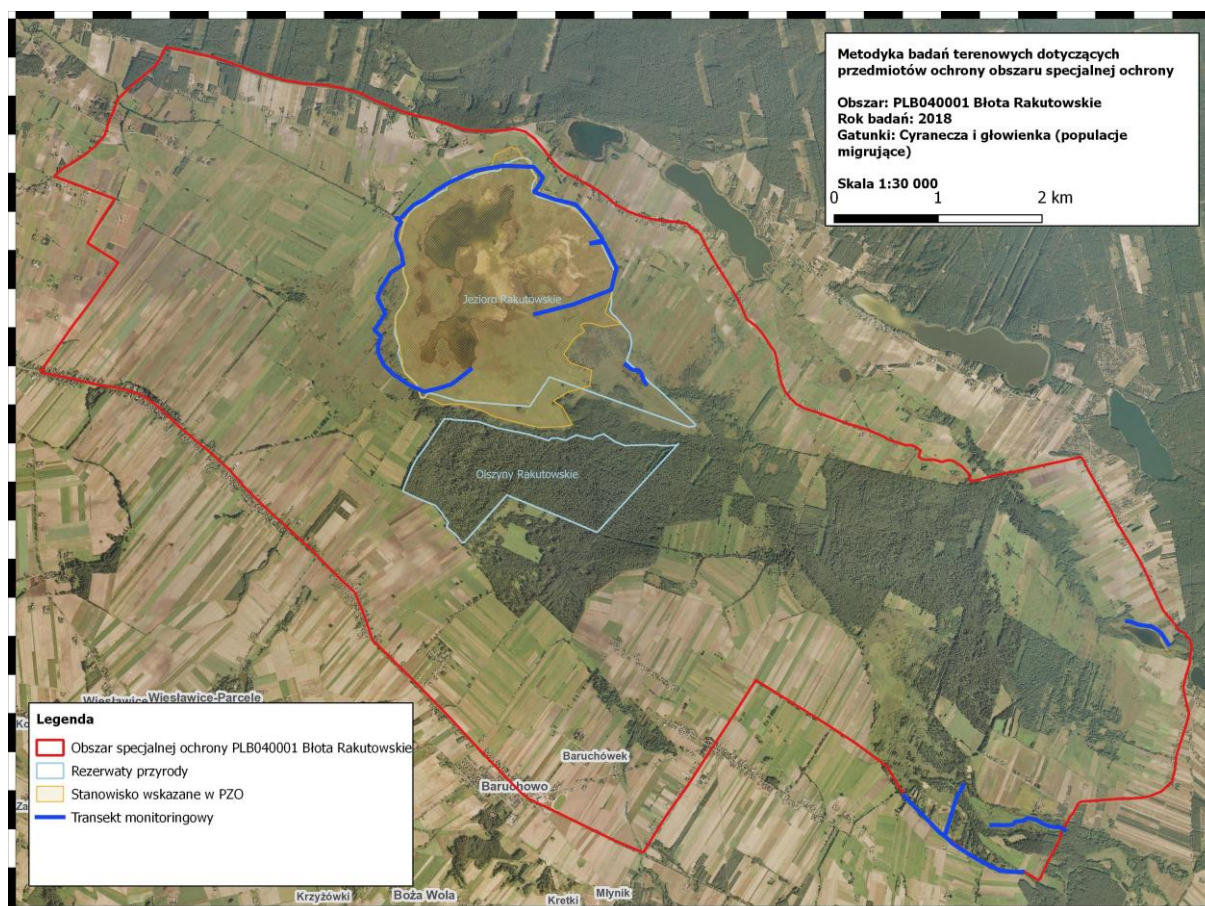 Metodyka badań terenowych dotyczących
przedmiotów ochrony obszaru specjalnej ochrony
Obszar: PLB040001 Błota Rakutowskie
Rok badań: 2018
Gatunki: Cyranecza i głowienka (populacje
migrujące)
Skala 1:30 000
0 1 2 km
Jezioro Rakutowskie
Olszyny Rakutowskie
Wiesławice-Parcele
Baruchówek
Baruchowo
Legenda
Obszar specjalnej ochrony PLB040001 Błota Rakutowskie
Rezerwaty przyrody
Stanowisko wskazane w PZO
Transekt monitoringowy
Krzyżówki
Boża Wola
Kretki
Młynik